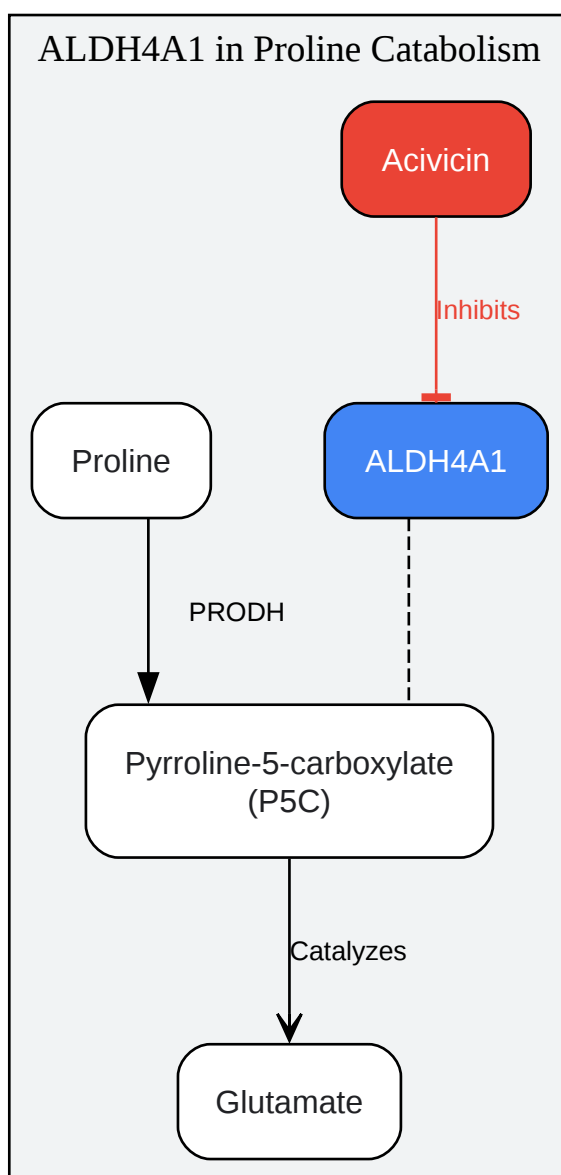 ALDH4A1 in Proline Catabolism
Acivicin
Inhibits
Proline
ALDH4A1
PRODH
Pyrroline-5-carboxylate
(P5C)
Catalyzes
Glutamate